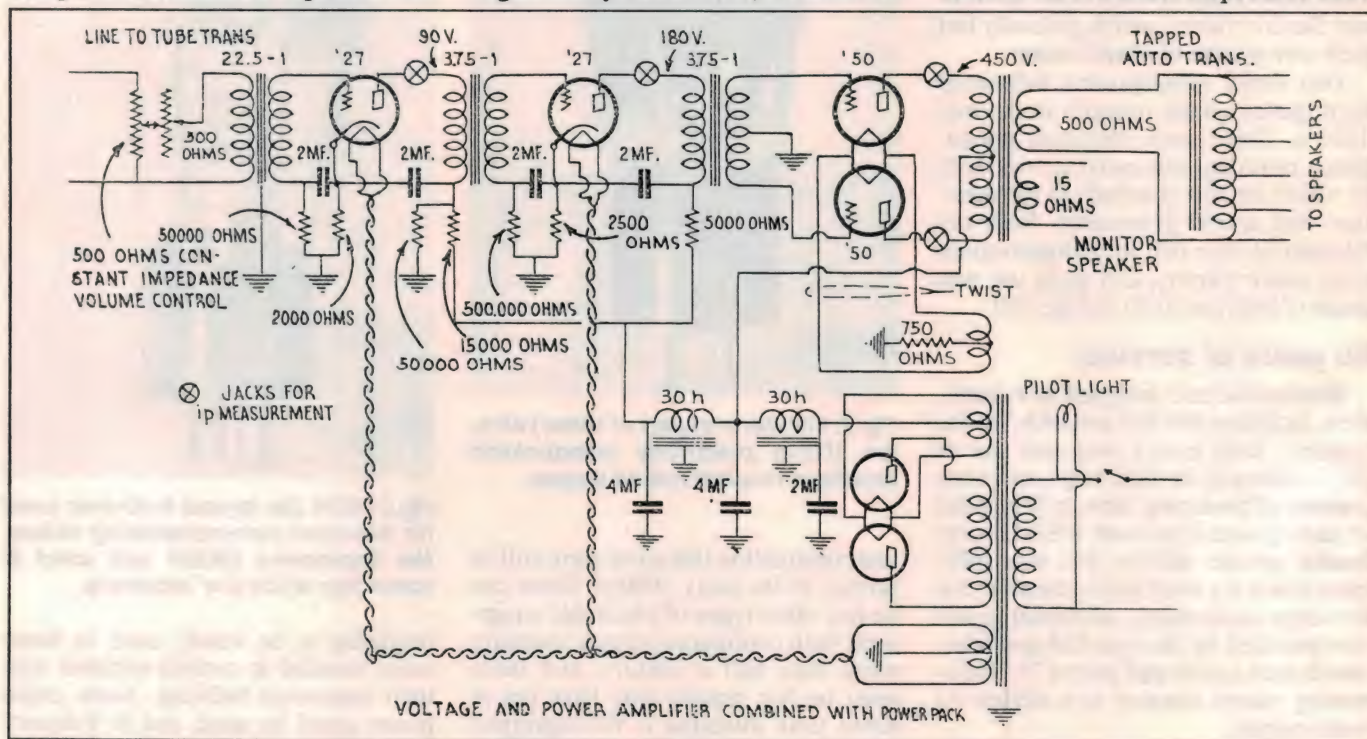 LINE TO TUBE TRANS
22.5-1
'27
90 V.
3.75-1
'27
180 V.
3.75-1
'50
450 V.
TAPPED
AUTO TRANS.
300
OHMS
2MF.
2MF.
2MF.
2MF.
500 OHMS
15
OHMS
TO SPEAKERS
50000 OHMS
500 OHMS CON-
STANT IMPEDANCE
VOLUME CONTROL
2000 OHMS
2500
OHMS
5000 OHMS
'50
MONITOR
SPEAKER
TWIST
500.000 OHMS
15000 OHMS
50000 OHMS
750
OHMS
JACKS FOR
ip MEASUREMENT
30 h
30 h
PILOT LIGHT
4MF
4MF
2MF
VOLTAGE AND POWER AMPLIFIER COMBINED WITH POWER PACK